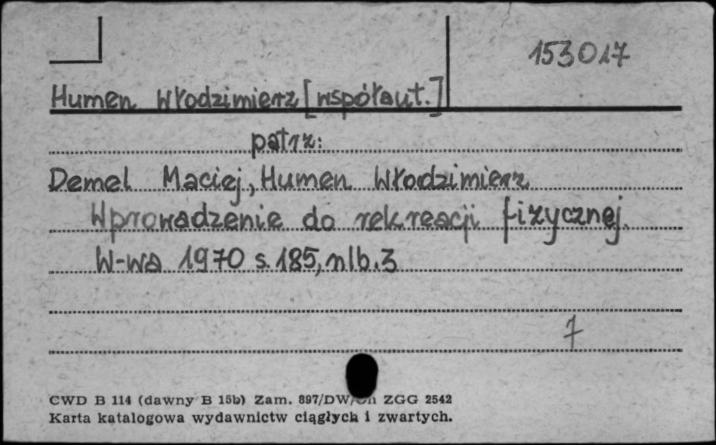 153017
Humen Włodzimierz [współaut.]
patrz:
Demel Maciej, Humen Włodzimierz
Wprowadzenie do rekreacji fizycznej.
W-wa 1970 s. 185, nlb. 3
7
CWD B 114 (dawny B 15b) Zam. 897/DW/ ZGG 2542
Karta katalogowa wydawnictw ciągłych i zwartych.